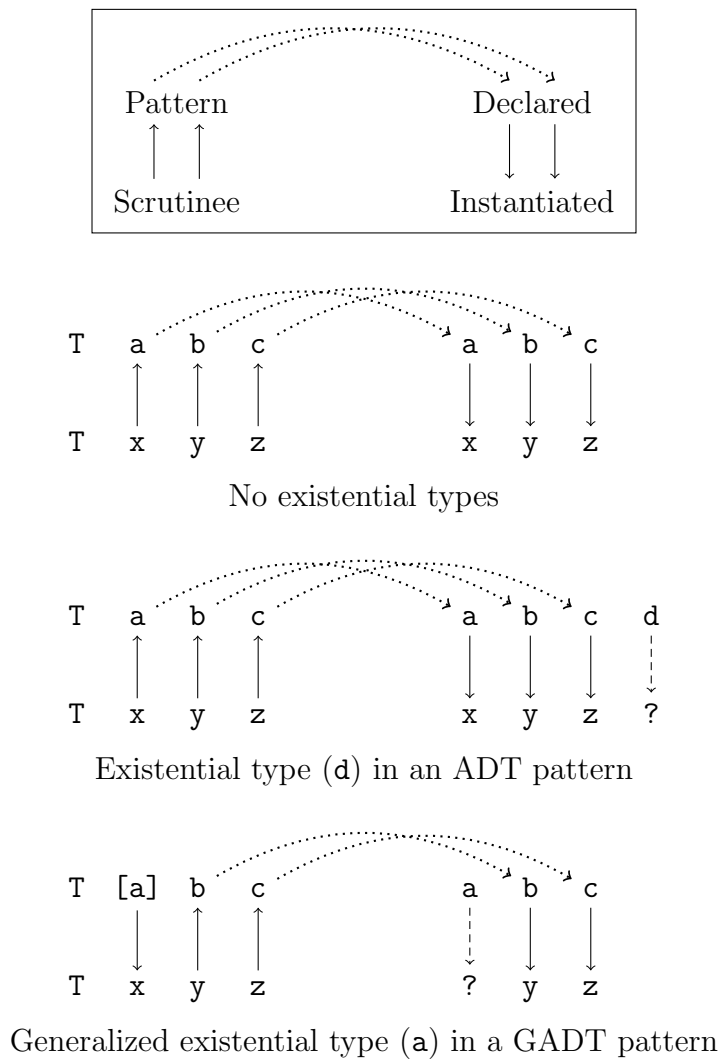 Pattern Declared
Scrutinee Instantiated
T a b c a b c
T x y z x y z
No existential types
T a b c a b c d
T x y z x y z ?
Existential type (d) in an ADT pattern
T [a] b c a b c
T x y z ? y z
Generalized existential type (a) in a GADT pattern